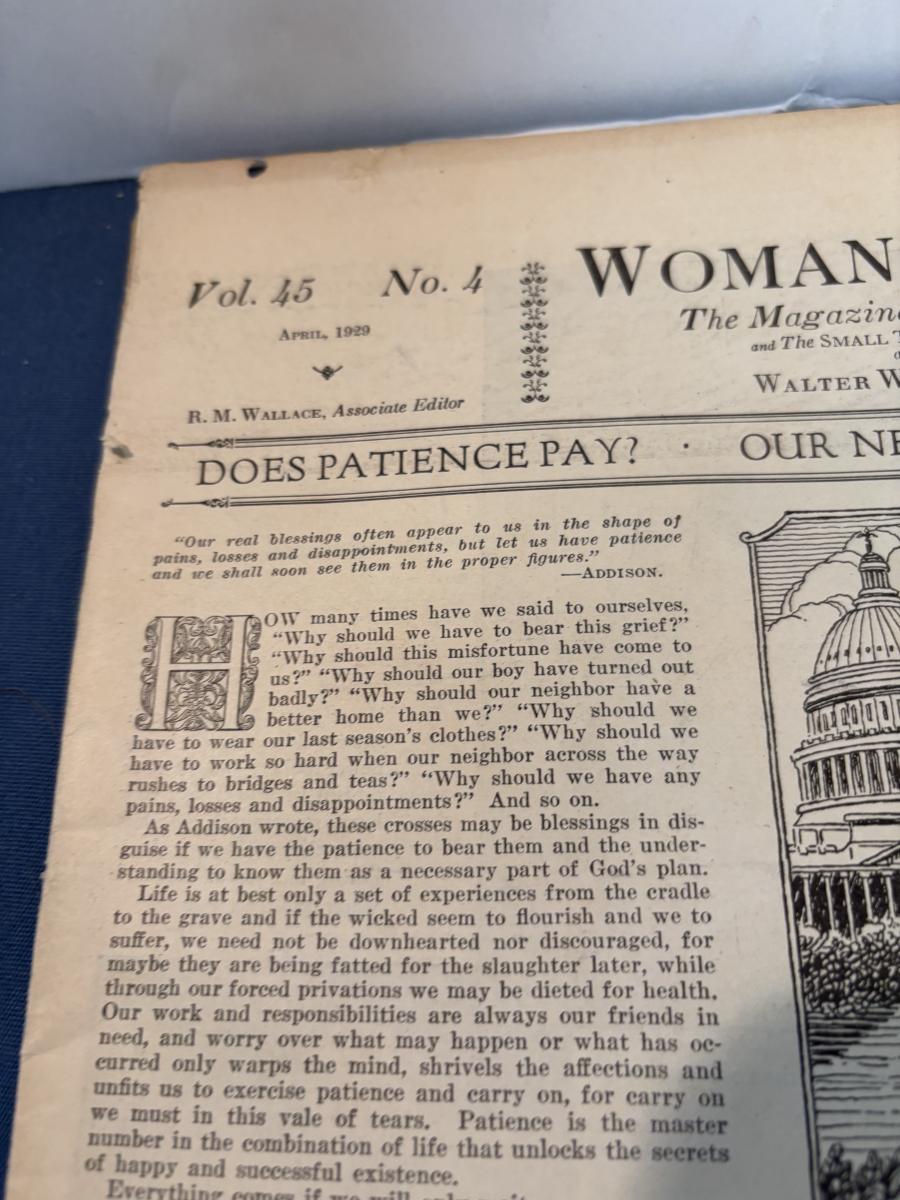 Vol. 45 No. 4
APRIL, 1929
R. M. WALLACE, Associate Editor
WOMAN
The Magazin
and The SMALL
WALTER W
DOES PATIENCE PAY? · OUR NE
"Our real blessings often appear to us in the shape of
pains, losses and disappointments, but let us have patience
and we shall soon see them in the proper figures."
—ADDISON.
HOW many times have we said to ourselves,
"Why should we have to bear this grief?"
"Why should this misfortune have come to
us?" "Why should our boy have turned out
badly?" "Why should our neighbor have a
better home than we?" "Why should we
have to wear our last season's clothes?" "Why should we
have to work so hard when our neighbor across the way
rushes to bridges and teas?" "Why should we have any
pains, losses and disappointments?" And so on.
As Addison wrote, these crosses may be blessings in dis-
guise if we have the patience to bear them and the under-
standing to know them as a necessary part of God's plan.
Life is at best only a set of experiences from the cradle
to the grave and if the wicked seem to flourish and we to
suffer, we need not be downhearted nor discouraged, for
maybe they are being fatted for the slaughter later, while
through our forced privations we may be dieted for health.
Our work and responsibilities are always our friends in
need, and worry over what may happen or what has oc-
curred only warps the mind, shrivels the affections and
unfits us to exercise patience and carry on, for carry on
we must in this vale of tears. Patience is the master
number in the combination of life that unlocks the secrets
of happy and successful existence.
Everything comes if we will